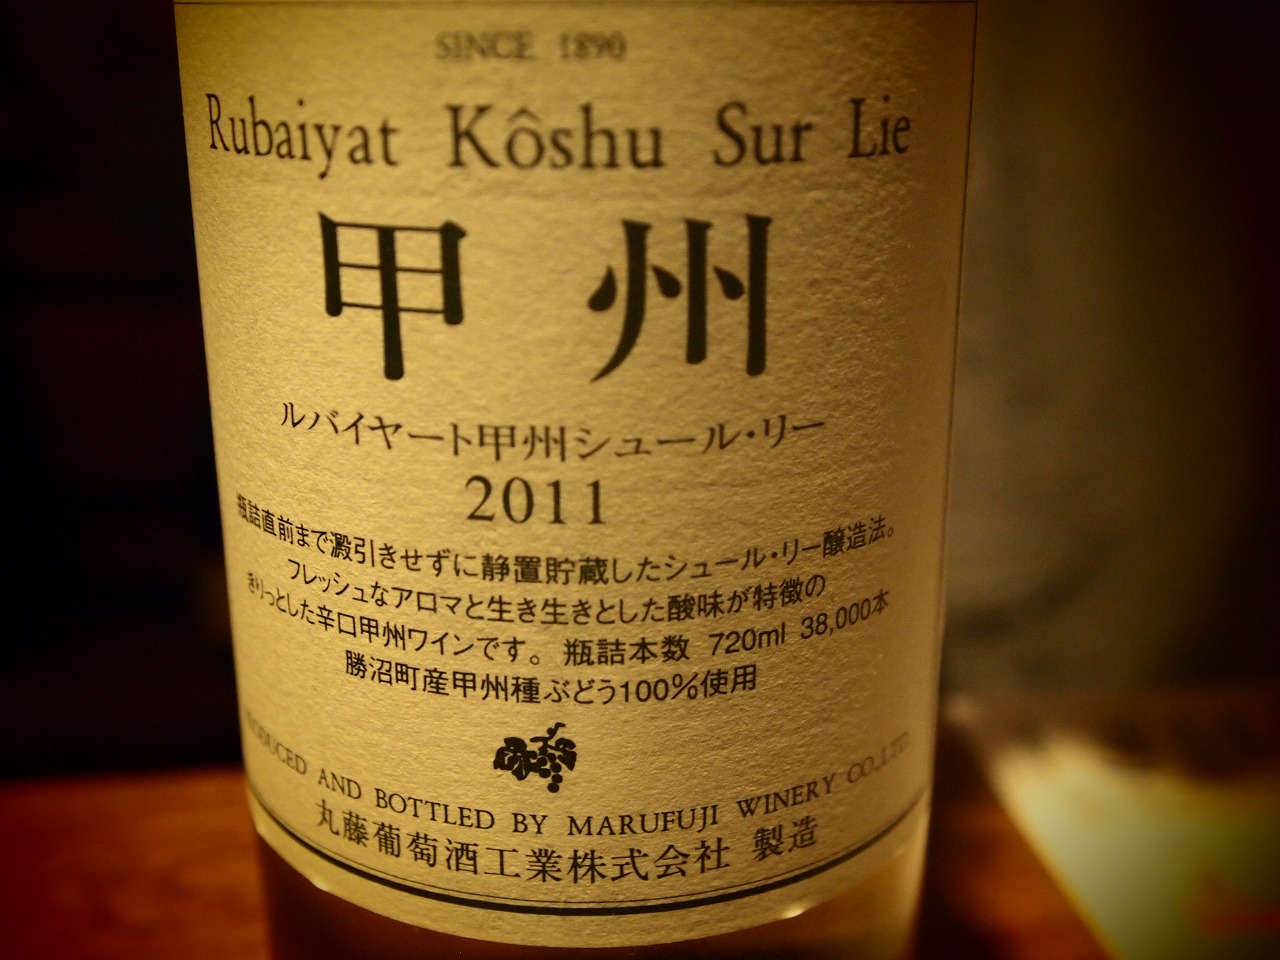 SINCE 1890
Rubaiyat Kôshu Sur Lie
甲州
ルバイヤート甲州シュール・リー
2011
瓶詰直前まで澱引きせずに静置貯蔵したシュール・リー醸造法。
フレッシュなアロマと生き生きとした酸味が特徴の
きりっとした辛口甲州ワインです。 瓶詰本数 720ml 38,000本
勝沼町産甲州種ぶどう100%使用
PRODUCED AND BOTTLED BY MARUFUJI WINERY CO.,LTD.
丸藤葡萄酒工業株式会社 製造